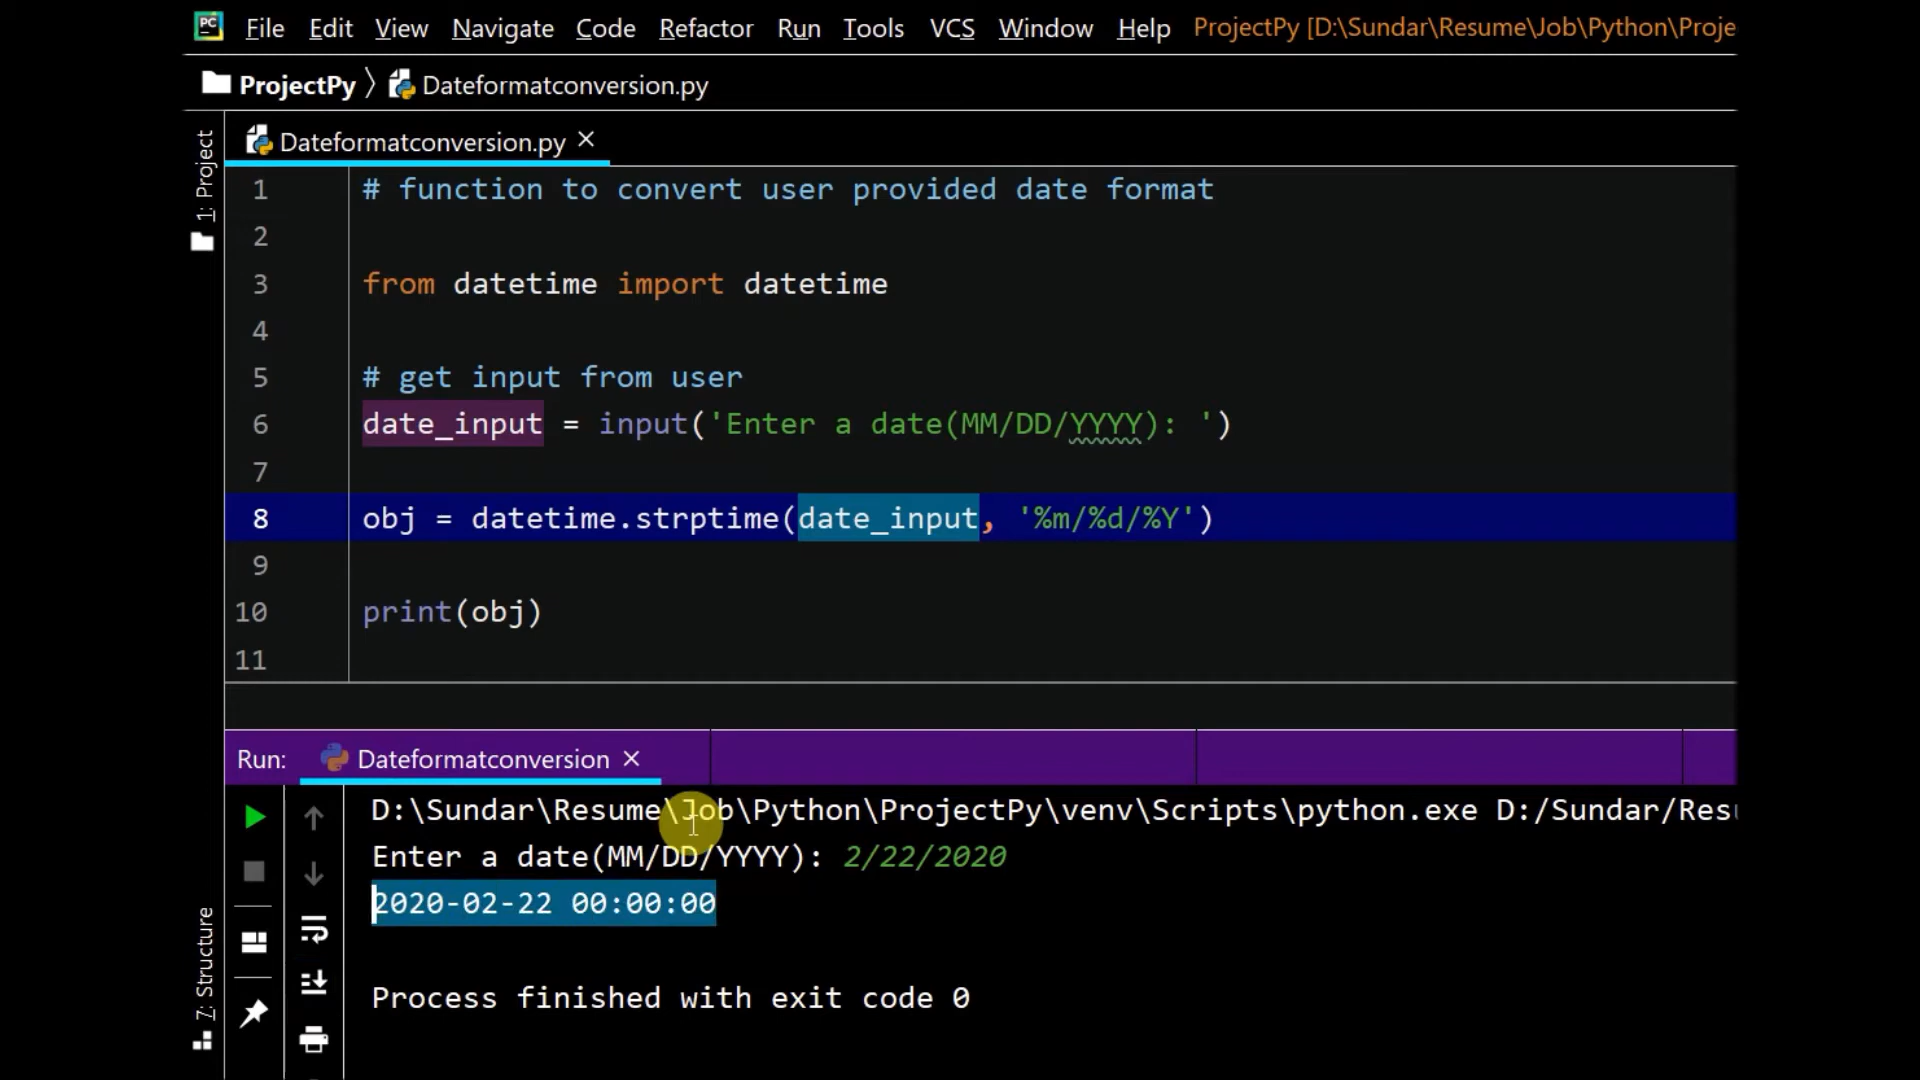 PC File Edit View Navigate Code Refactor Run Tools VCS Window Help ProjectPy [D:\Sundar\Resume\Job\Python\Proje
ProjectPy Dateformatconversion.py
1: Project
Dateformatconversion.py
1 # function to convert user provided date format
2
3 from datetime import datetime
4
5 # get input from user
6 date_input = input('Enter a date(MM/DD/YYYY): ')
7
8 obj = datetime.strptime(date_input, '%m/%d/%Y')
9
10 print(obj)
11
Run: Dateformatconversion
D:\Sundar\Resume\Job\Python\ProjectPy\venv\Scripts\python.exe D:/Sundar/Resu
Enter a date(MM/DD/YYYY): 2/22/2020
2020-02-22 00:00:00
Process finished with exit code 0
7: Structure